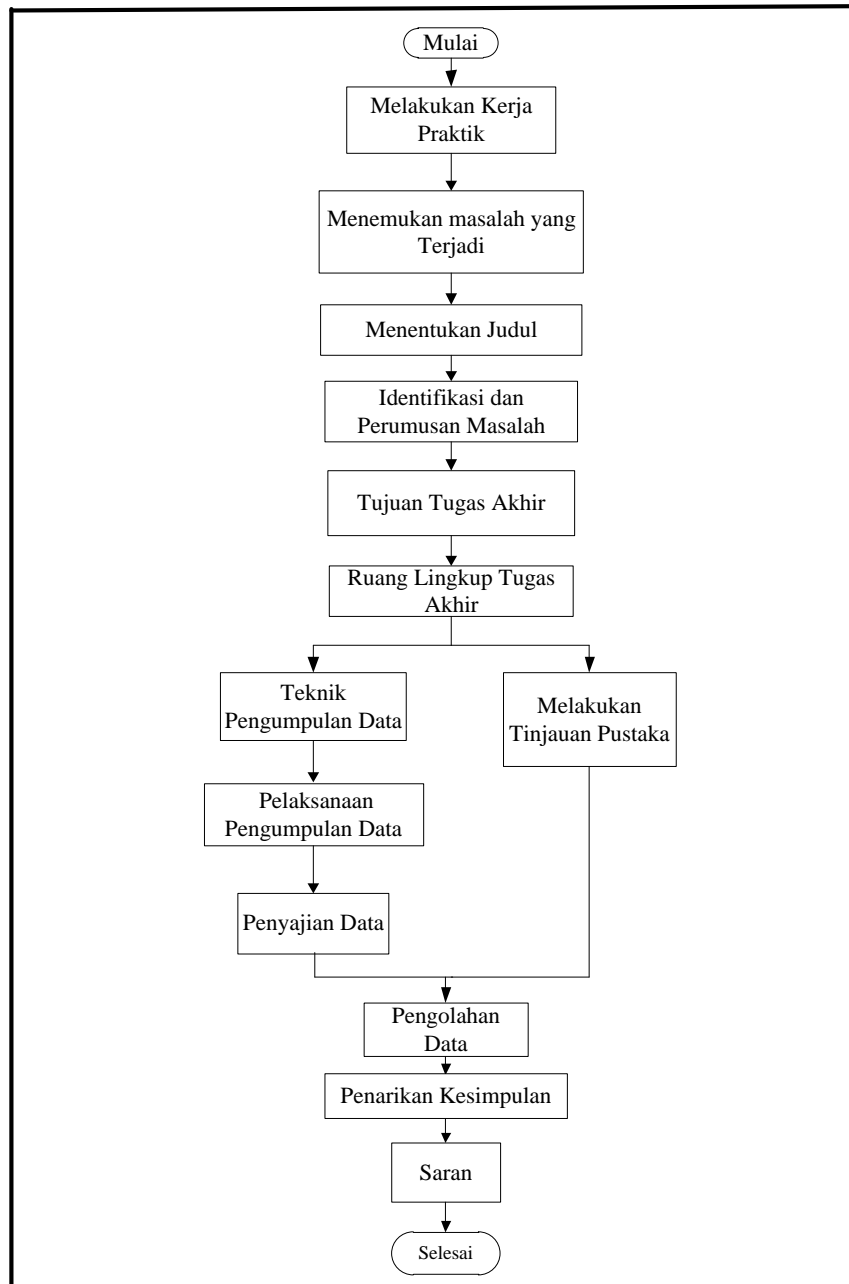 Mulai
Melakukan Kerja
Praktik
Menemukan masalah yang
Terjadi
Menentukan Judul
Identifikasi dan
Perumusan Masalah
Tujuan Tugas Akhir
Ruang Lingkup Tugas
Akhir
Teknik
Pengumpulan Data
Pelaksanaan
Pengumpulan Data
Penyajian Data
Melakukan
Tinjauan Pustaka
Pengolahan
Data
Penarikan Kesimpulan
Saran
Selesai